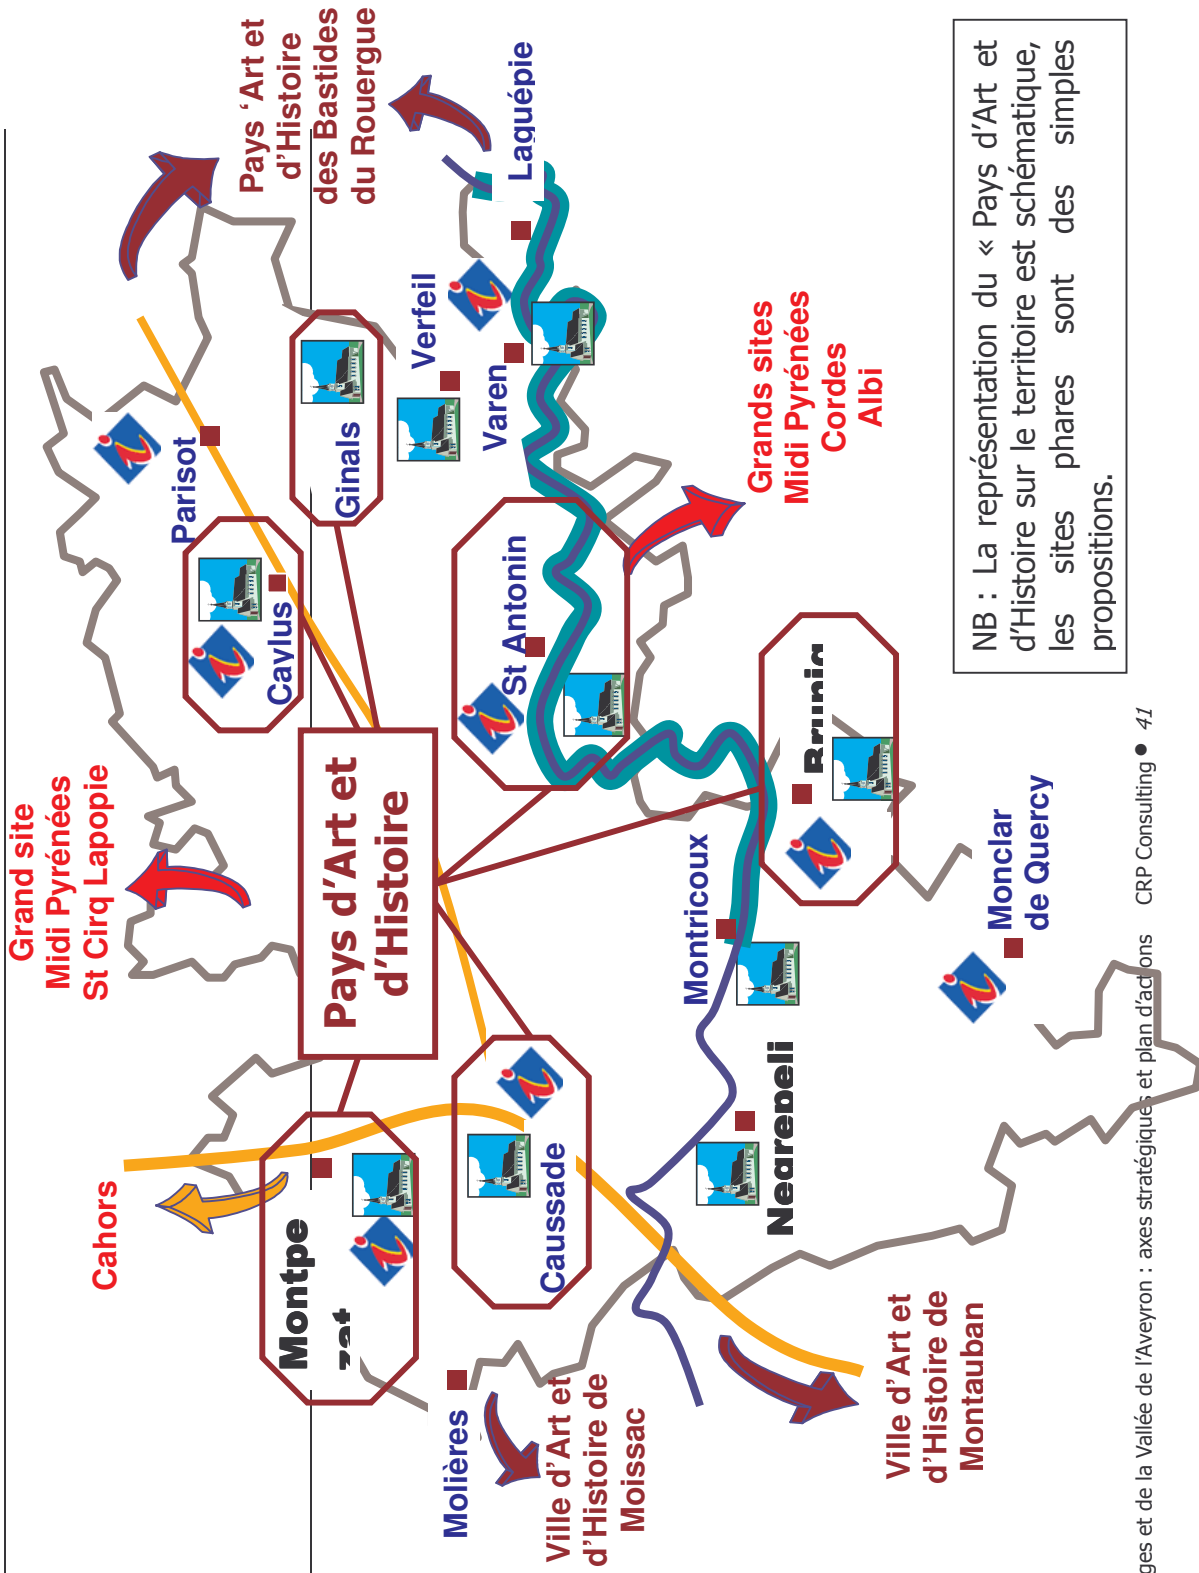 Grand site
Midi Pyrénées
St Cirq Lapopie
Cahors
Pays ‘Art et
d’Histoire
des Bastides
du Rouergue
Parisot
Caylus
Ginals
Verfeil
Varen
Laguépie
Pays d’Art et
d’Histoire
Montpe
zat
St Antonin
Caussade
Grands sites
Midi Pyrénées
Cordes
Albi
Molières
Montricoux
Negrepeli
Bruniq
Ville d’Art et
d’Histoire de
Moissac
Monclar
de Quercy
Ville d’Art et
d’Histoire de
Montauban
NB : La représentation du « Pays d’Art et
d’Histoire sur le territoire est schématique,
les sites phares sont des simples
propositions.
ges et de la Vallée de l’Aveyron : axes stratégiques et plan d’actions CRP Consulting ● 41